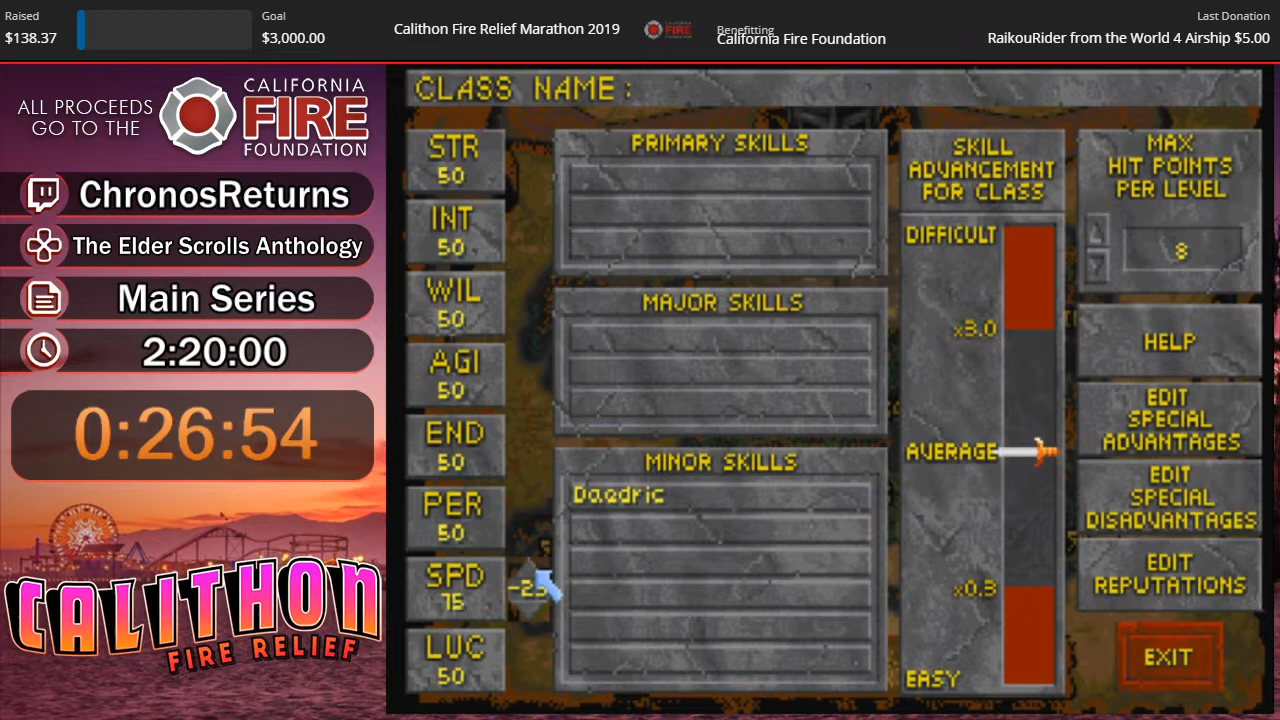 Raised
$138.37
Goal
$3,000.00
Calithon Fire Relief Marathon 2019
CALIFORNIA FIRE FOUNDATION
Benefitting
California Fire Foundation
Last Donation
RaikouRider from the World 4 Airship $5.00
ALL PROCEEDS
GO TO THE
CALIFORNIA
FIRE
FOUNDATION
ChronosReturns
The Elder Scrolls Anthology
Main Series
2:20:00
0:26:54
CALITHON
FIRE RELIEF
CLASS NAME:
STR
50
INT
50
WIL
50
AGI
50
END
50
PER
50
SPD
75
-25
LUC
50
PRIMARY SKILLS
MAJOR SKILLS
MINOR SKILLS
Daedric
SKILL
ADVANCEMENT
FOR CLASS
DIFFICULT
x3.0
AVERAGE
x0.3
EASY
MAX
HIT POINTS
PER LEVEL
8
HELP
EDIT
SPECIAL
ADVANTAGES
EDIT
SPECIAL
DISADVANTAGES
EDIT
REPUTATIONS
EXIT